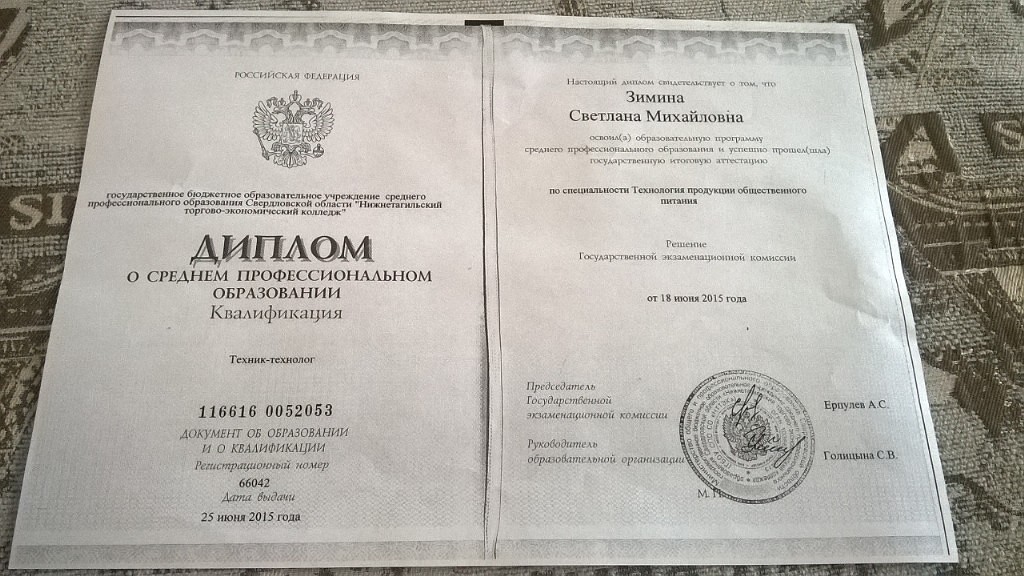 РОССИЙСКАЯ ФЕДЕРАЦИЯ
государственное бюджетное образовательное учреждение среднего
профессионального образования Свердловской области "Нижнетагильский
торгово-экономический колледж"
ДИПЛОМ
О СРЕДНЕМ ПРОФЕССИОНАЛЬНОМ
ОБРАЗОВАНИИ
Квалификация
Техник-технолог
116616 0052053
ДОКУМЕНТ ОБ ОБРАЗОВАНИИ
И О КВАЛИФИКАЦИИ
Регистрационный номер
66042
Дата выдачи
25 июня 2015 года
Настоящий диплом свидетельствует о том, что
Зимина
Светлана Михайловна
освоил(а) образовательную программу
среднего профессионального образования и успешно прошел(шла)
государственную итоговую аттестацию
по специальности Технология продукции общественного
питания
Решение
Государственной экзаменационной комиссии
от 18 июня 2015 года
Председатель
Государственной
экзаменационной комиссии
Ерпулев А.С.
Руководитель
образовательной организации
Голицына С.В.
М. П.